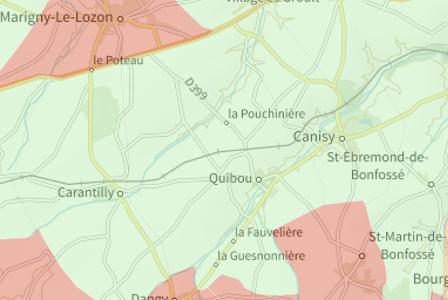 Marigny-Le-Lozon
le Poteau
D399
la Pouchinière
Canisy
St-Ébremond-de-
Bonfossé
Quibou
Carantilly
la Fauvelière
la Guesnonnière
St-Martin-de-
Bonfossé
Dangy